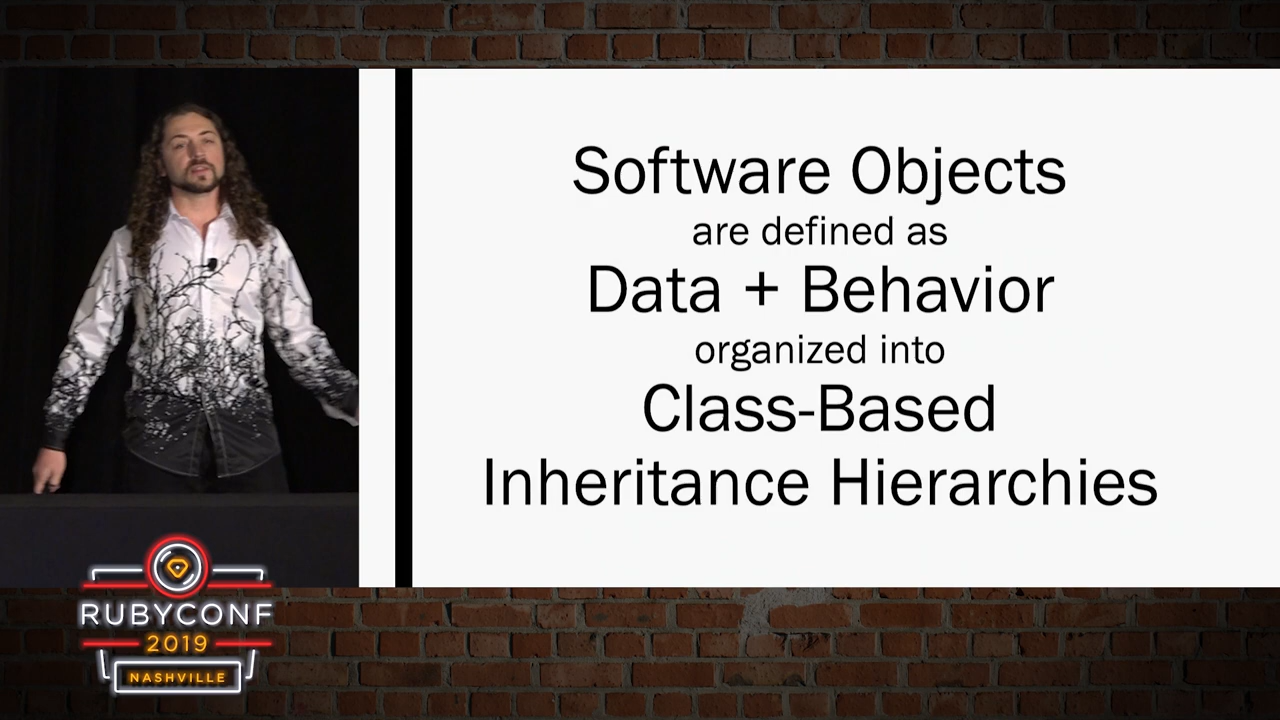 Software Objects
are defined as
Data + Behavior
organized into
Class-Based
Inheritance Hierarchies
RUBYCONF
2019
NASHVILLE